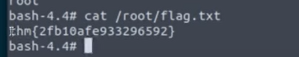 root
bash-4.4# cat /root/flag.txt
thm{2fb10afe933296592}
bash-4.4#